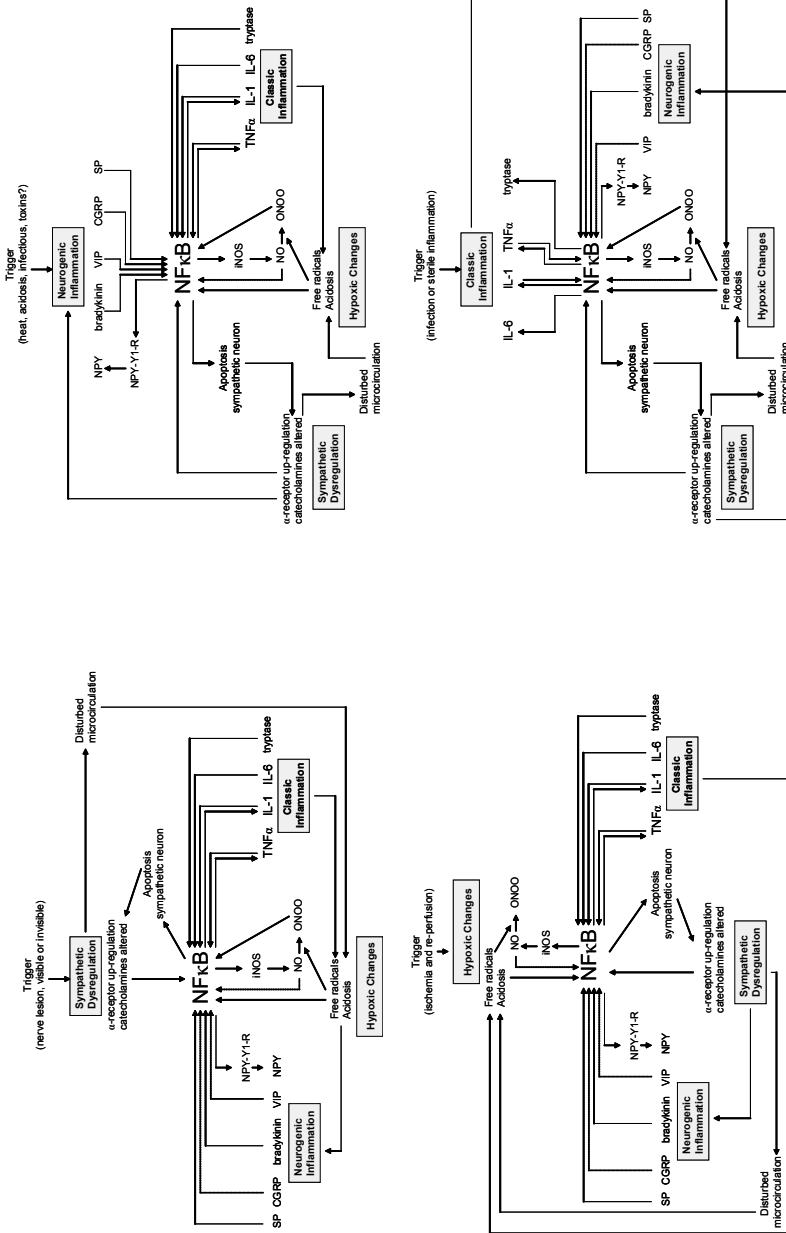 Trigger
(nerve lesion, visible or invisible)
Sympathetic
Dysregulation
α-receptor up-regulation
catecholamines altered
Disturbed
microcirculation
Apoptosis
sympathetic neuron
NFκB
iNOS
NO
ONOO
NPY-Y1-R
NPY
SP
CGRP
bradykinin
VIP
Neurogenic
Inflammation
TNFα
IL-1
IL-6
tryptase
Classic
Inflammation
Free radicals
Acidosis
Hypoxic Changes
Trigger
(heat, acidosis, infectious, toxins?)
Neurogenic
Inflammation
NPY
bradykinin
VIP
CGRP
SP
NPY-Y1-R
NFκB
iNOS
NO
ONOO
Apoptosis
sympathetic neuron
TNFα
IL-1
IL-6
tryptase
Classic
Inflammation
α-receptor up-regulation
catecholamines altered
Sympathetic
Dysregulation
Disturbed
microcirculation
Free radicals
Acidosis
Hypoxic Changes
Trigger
(ischemia and re-perfusion)
Hypoxic Changes
Free radicals
Acidosis
NO
ONOO
iNOS
NFκB
NPY-Y1-R
NPY
SP
CGRP
bradykinin
VIP
Neurogenic
Inflammation
Apoptosis
sympathetic neuron
α-receptor up-regulation
catecholamines altered
Sympathetic
Dysregulation
TNFα
IL-1
IL-6
tryptase
Classic
Inflammation
Disturbed
microcirculation
Trigger
(infection or sterile inflammation)
Classic
Inflammation
IL-6
IL-1
TNFα
tryptase
NFκB
iNOS
NO
ONOO
NPY-Y1-R
NPY
VIP
bradykinin
CGRP
SP
Neurogenic
Inflammation
Apoptosis
sympathetic neuron
α-receptor up-regulation
catecholamines altered
Sympathetic
Dysregulation
Disturbed
microcirculation
Free radicals
Acidosis
Hypoxic Changes